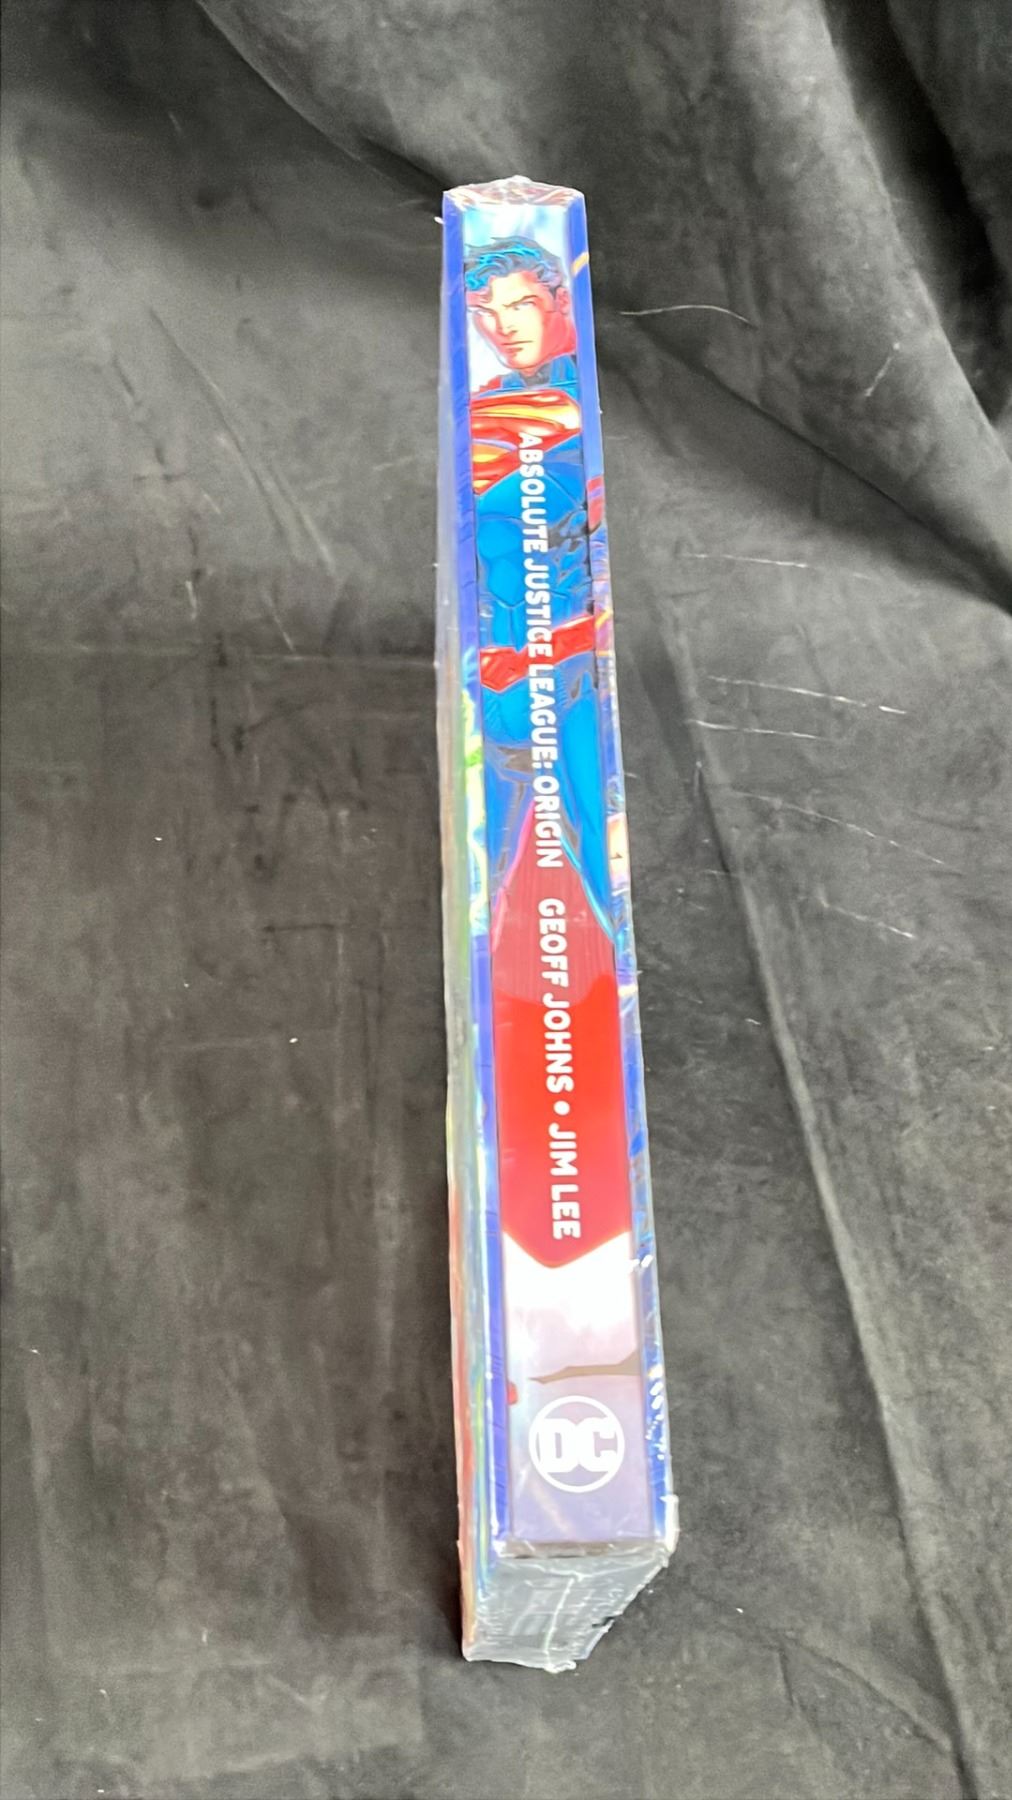 ABSOLUTE JUSTICE LEAGUE: ORIGIN GEOFF JOHNS • JIM LEE
DC